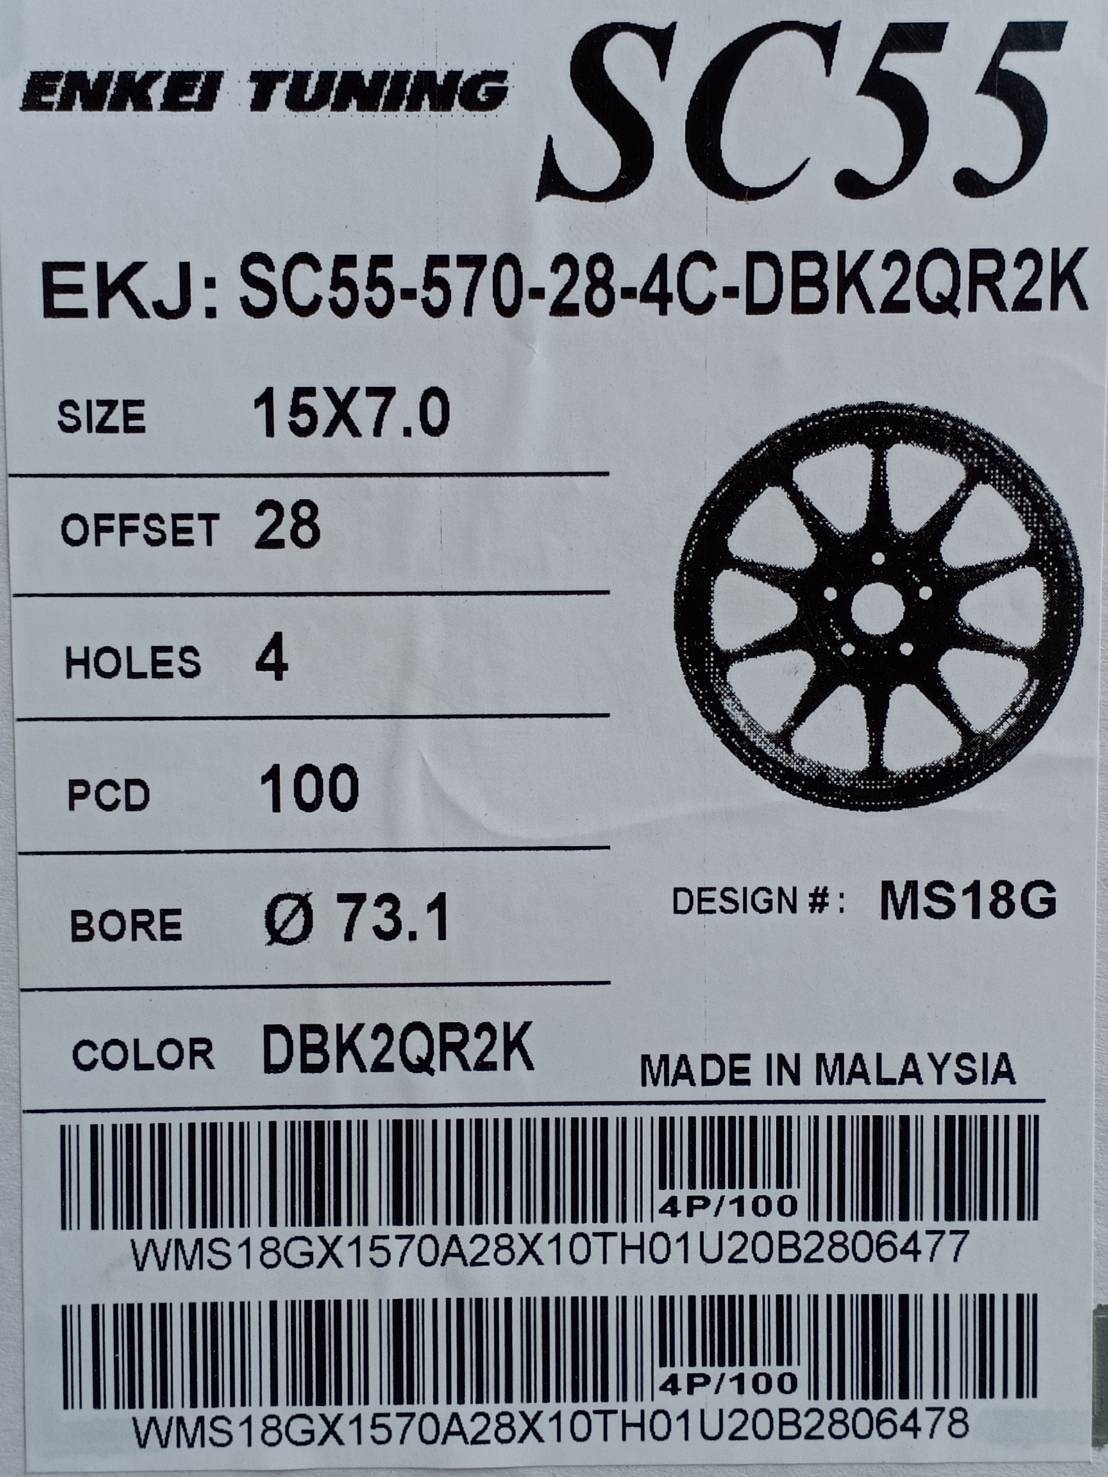 ENKEI TUNING SC55
EKJ: SC55-570-28-4C-DBK2QR2K
SIZE 15X7.0
OFFSET 28
HOLES 4
PCD 100
BORE Ø 73.1
DESIGN #: MS18G
COLOR DBK2QR2K
MADE IN MALAYSIA
4P/100
WMS18GX1570A28X10TH01U20B2806477
4P/100
WMS18GX1570A28X10TH01U20B2806478